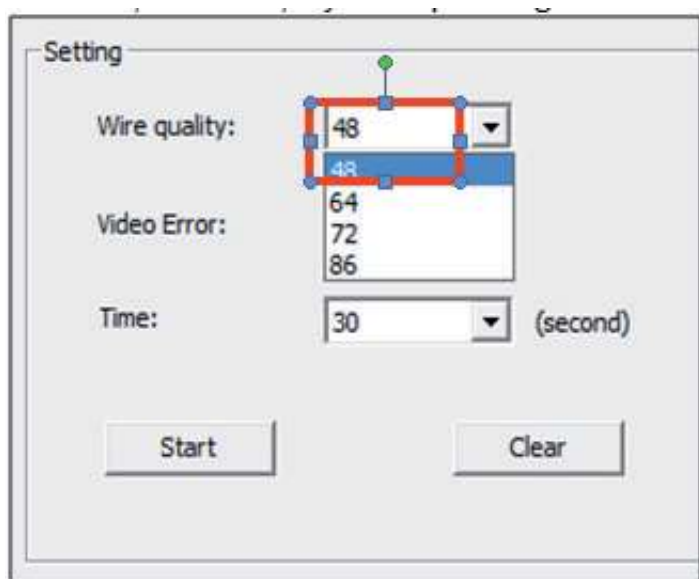 Setting
Wire quality: 48
48
64
Video Error:
72
86
Time: 30 (second)
Start Clear